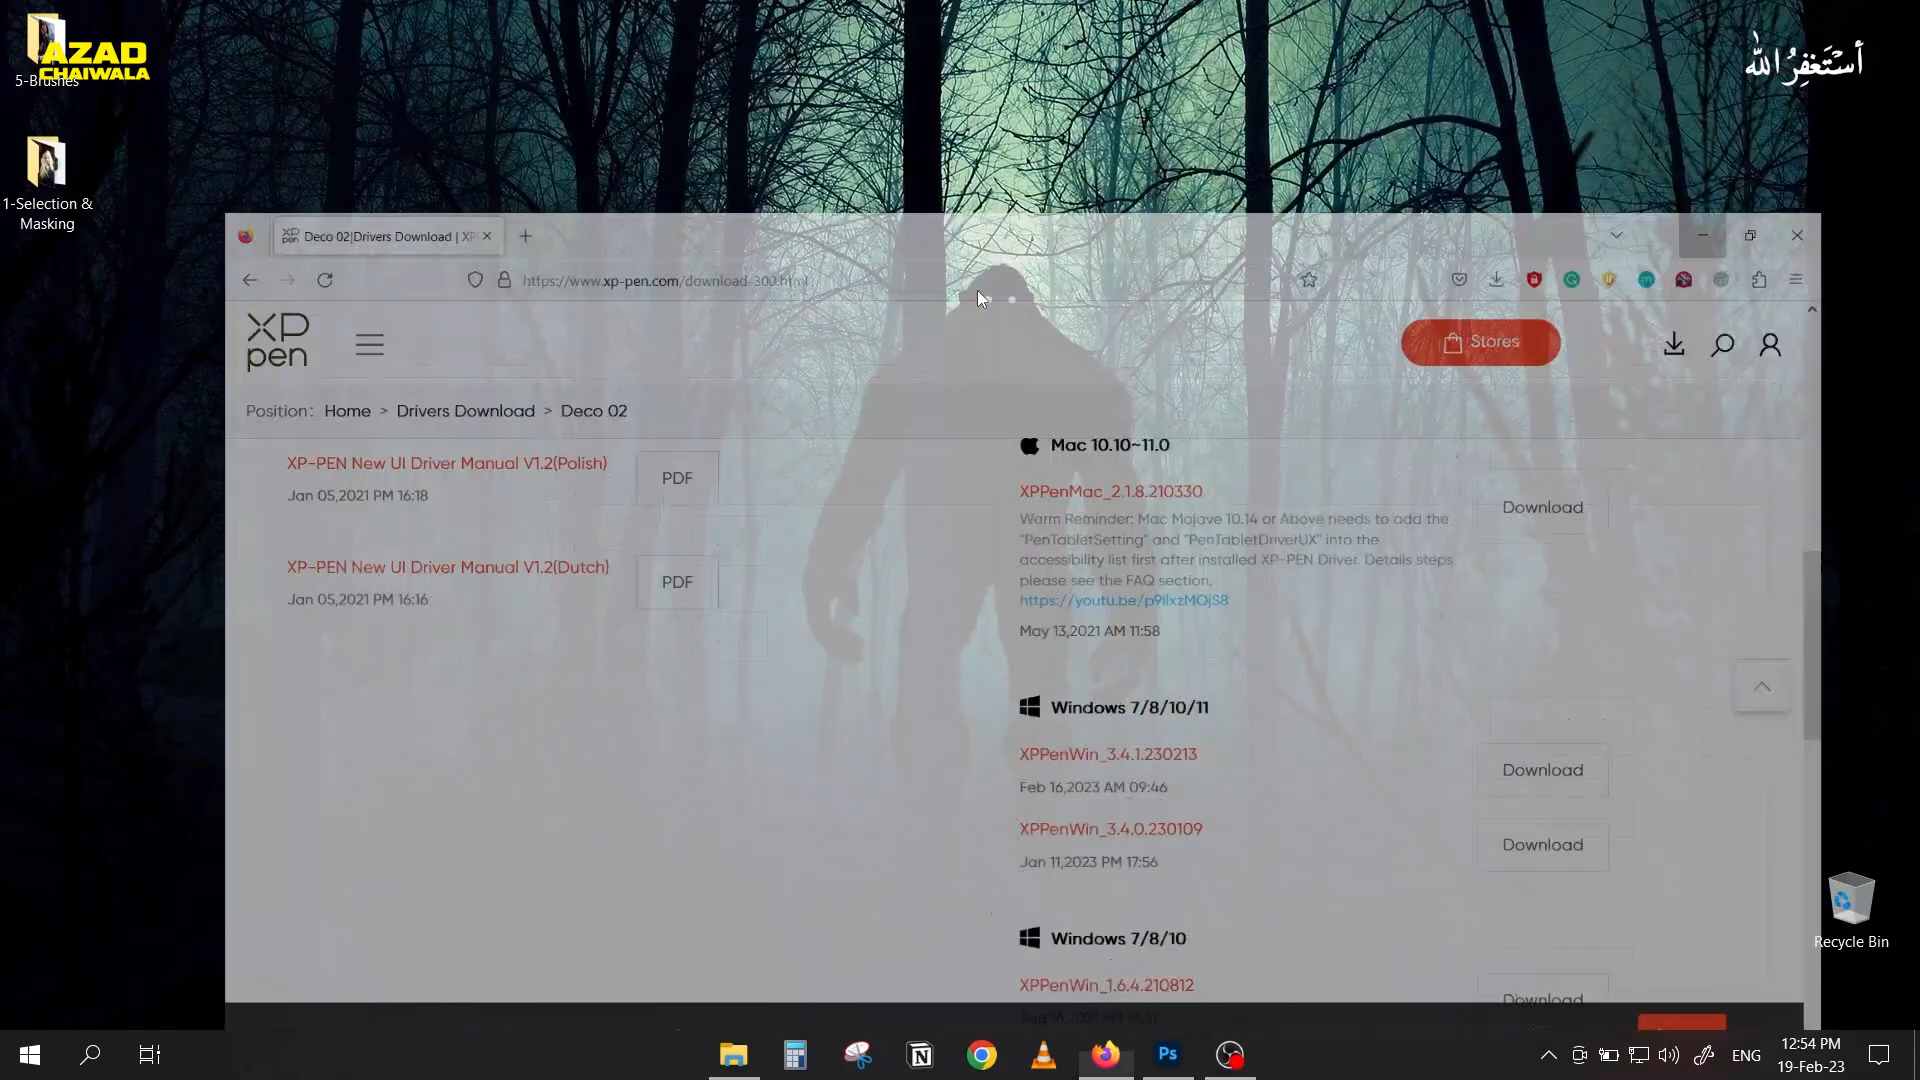 AZAD
CHAIWALA
5-Brushes
أستغفر الله
1-Selection &
Masking
Deco 02|Drivers Download | XP
https://www.xp-pen.com/download-300.html
XP
pen
Stores
Position: Home > Drivers Download > Deco 02
Mac 10.10~11.0
XP-PEN New UI Driver Manual V1.2(Polish)
PDF
Jan 05,2021 PM 16:18
XPPenMac_2.1.8.210330
Download
Warm Reminder: Mac Mojave 10.14 or Above needs to add the
"PenTabletSetting" and "PenTabletDriverUX" into the
accessibility list first after installed XP-PEN Driver. Details steps
please see the FAQ section.
https://youtu.be/p9llxzMOjS8
May 13,2021 AM 11:58
XP-PEN New UI Driver Manual V1.2(Dutch)
PDF
Jan 05,2021 PM 16:16
Windows 7/8/10/11
XPPenWin_3.4.1.230213
Download
Feb 16,2023 AM 09:46
XPPenWin_3.4.0.230109
Download
Jan 11,2023 PM 17:56
Windows 7/8/10
XPPenWin_1.6.4.210812
Download
Recycle Bin
N
Ps
ENG
12:54 PM
19-Feb-23